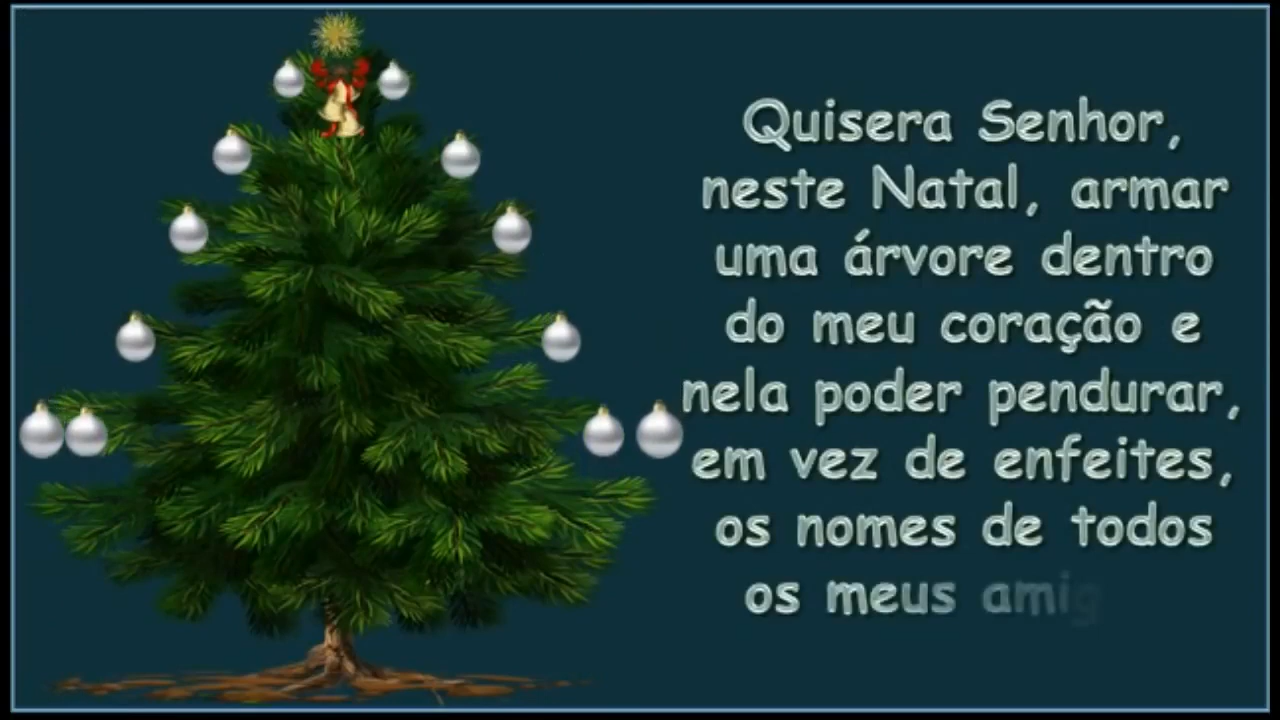 Quisera Senhor,
neste Natal, armar
uma árvore dentro
do meu coração e
nela poder pendurar,
em vez de enfeites,
os nomes de todos
os meus amig